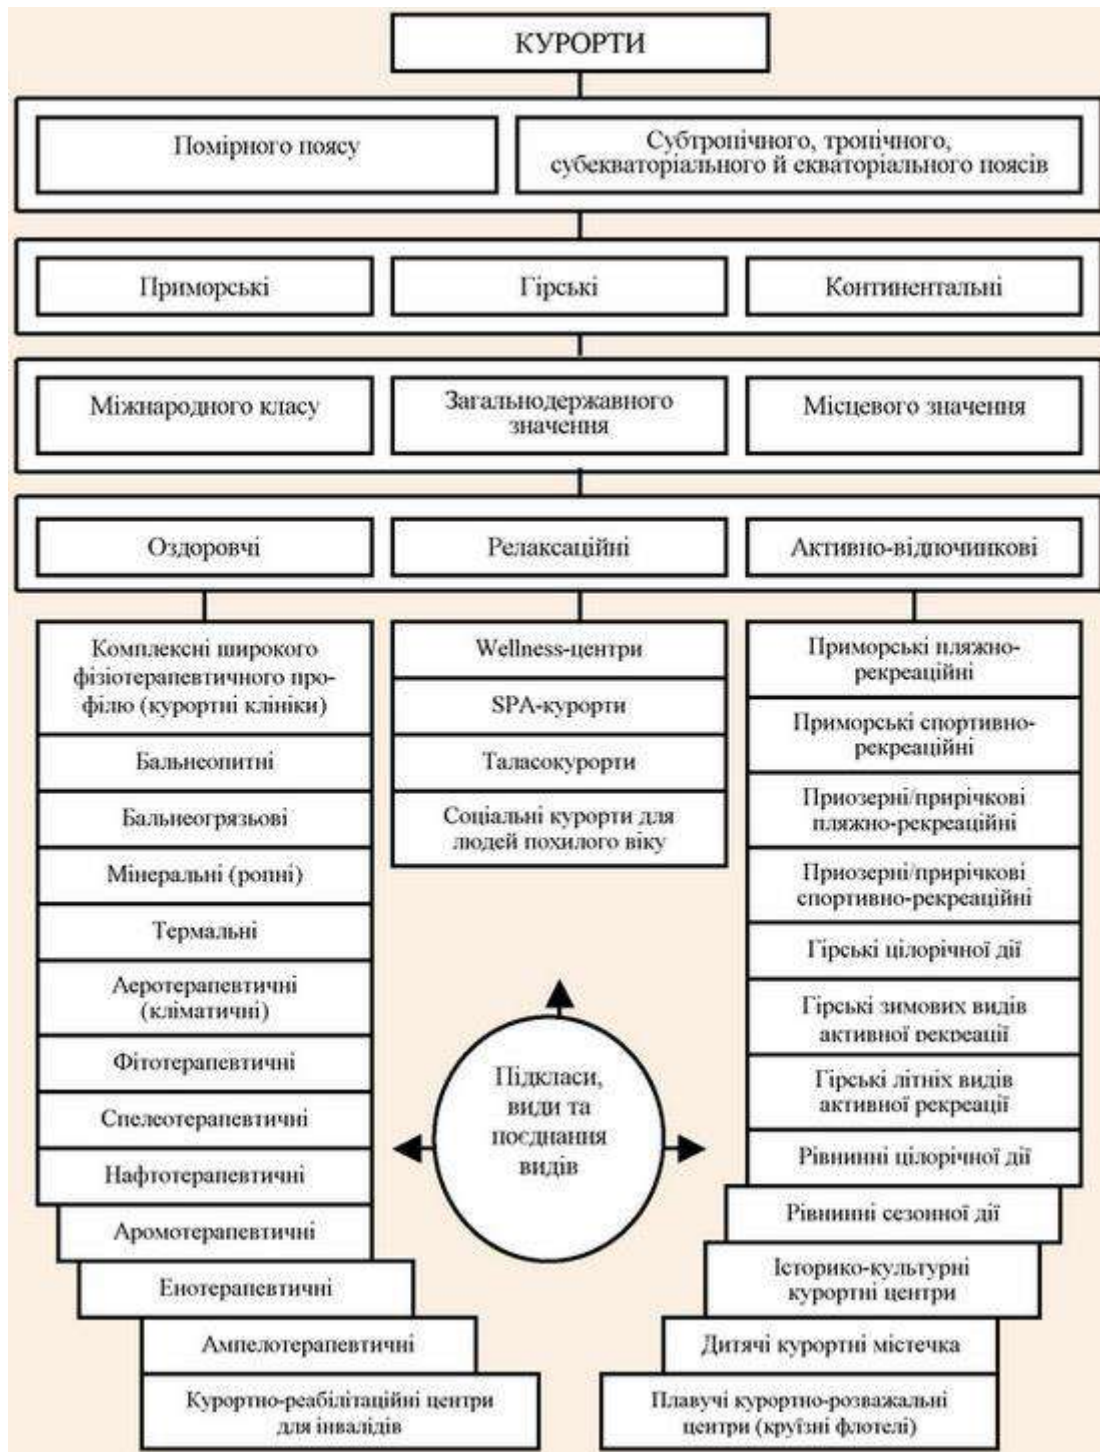 КУРОРТИ
Помірного поясу
Субтропічного, тропічного,
субекваторіального й екваторіального поясів
Приморські
Гірські
Континентальні
Міжнародного класу
Загальнодержавного
значення
Місцевого значення
Оздоровчі
Релаксаційні
Активно-відпочинкові
Комплексні широкого
фізіотерапевтичного про-
філю (курортні клініки)
Бальнеопитні
Бальнеогрязьові
Мінеральні (ропні)
Термальні
Аеротерапевтичні
(кліматичні)
Фітотерапевтичні
Спелеотерапевтичні
Нафтотерапевтичні
Аромотерапевтичні
Енотерапевтичні
Ампелотерапевтичні
Курортно-реабілітаційні центри
для інвалідів
Wellness-центри
SPA-курорти
Таласокурорти
Соціальні курорти для
людей похилого віку
Підкласи,
види та
поєднання
видів
Приморські пляжно-
рекреаційні
Приморські спортивно-
рекреаційні
Приозерні/прирічкові
пляжно-рекреаційні
Приозерні/прирічкові
спортивно-рекреаційні
Гірські цілорічної дії
Гірські зимових видів
активної рекреації
Гірські літніх видів
активної рекреації
Рівнинні цілорічної дії
Рівнинні сезонної дії
Історико-культурні
курортні центри
Дитячі курортні містечка
Плавучі курортно-розважальні
центри (круїзні флотелі)